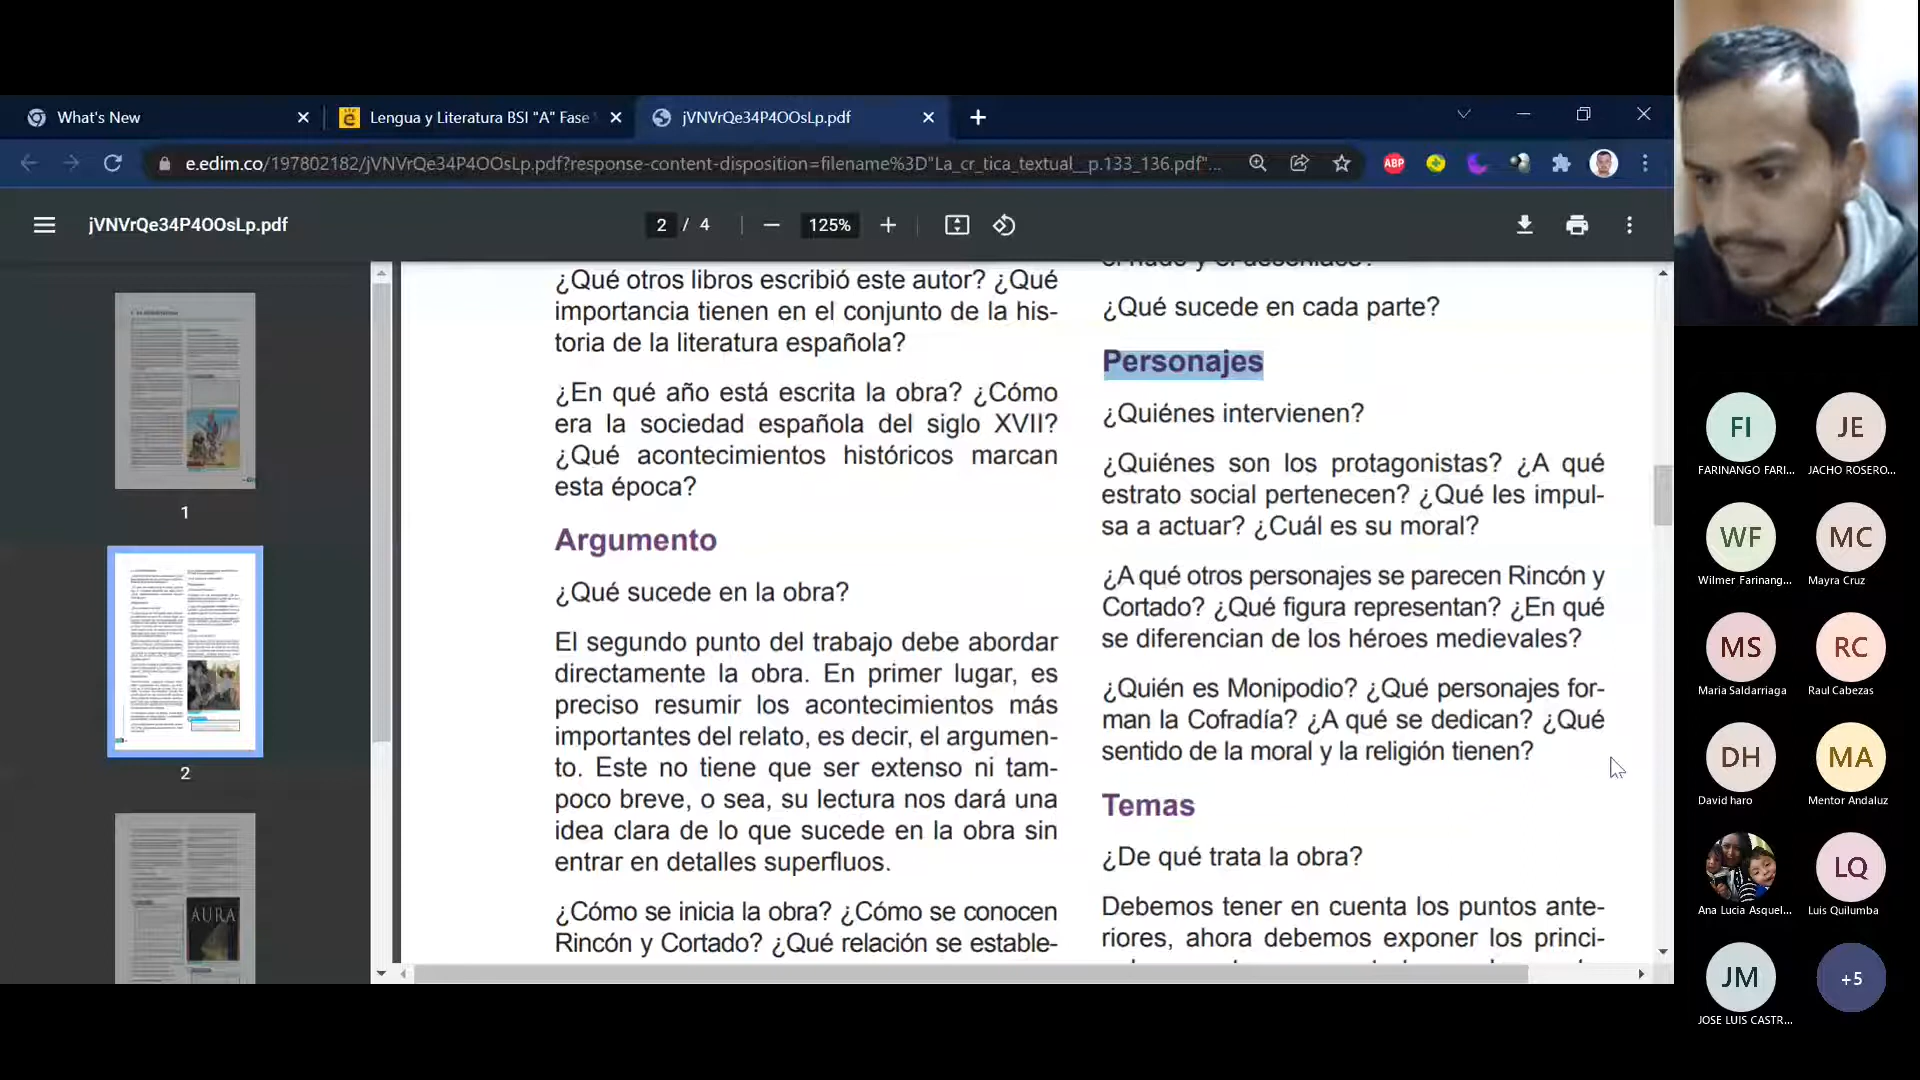 What's New
Lengua y Literatura BSI "A" Fase
jVNVrQe34P4OOsLp.pdf
e.edim.co/197802182/jVNVrQe34P4OOsLp.pdf?response-content-disposition=filename%3D"La_cr_tica_textual__p.133_136.pdf"...
ABP
jVNVrQe34P4OOsLp.pdf
2 / 4
125%
1
2
AURA
¿Qué otros libros escribió este autor? ¿Qué
importancia tienen en el conjunto de la his-
toria de la literatura española?
¿En qué año está escrita la obra? ¿Cómo
era la sociedad española del siglo XVII?
¿Qué acontecimientos históricos marcan
esta época?
Argumento
¿Qué sucede en la obra?
El segundo punto del trabajo debe abordar
directamente la obra. En primer lugar, es
preciso resumir los acontecimientos más
importantes del relato, es decir, el argumen-
to. Este no tiene que ser extenso ni tam-
poco breve, o sea, su lectura nos dará una
idea clara de lo que sucede en la obra sin
entrar en detalles superfluos.
¿Cómo se inicia la obra? ¿Cómo se conocen
Rincón y Cortado? ¿Qué relación se estable-
¿Qué sucede en cada parte?
Personajes
¿Quiénes intervienen?
¿Quiénes son los protagonistas? ¿A qué
estrato social pertenecen? ¿Qué les impul-
sa a actuar? ¿Cuál es su moral?
¿A qué otros personajes se parecen Rincón y
Cortado? ¿Qué figura representan? ¿En qué
se diferencian de los héroes medievales?
¿Quién es Monipodio? ¿Qué personajes for-
man la Cofradía? ¿A qué se dedican? ¿Qué
sentido de la moral y la religión tienen?
Temas
¿De qué trata la obra?
Debemos tener en cuenta los puntos ante-
riores, ahora debemos exponer los princi-
FI
FARINANGO FARI...
JE
JACHO ROSERO...
WF
Wilmer Farinang...
MC
Mayra Cruz
MS
Maria Saldarriaga
RC
Raul Cabezas
DH
David haro
MA
Mentor Andaluz
Ana Lucia Asquel...
LQ
Luis Quilumba
JM
JOSE LUIS CASTR...
+5